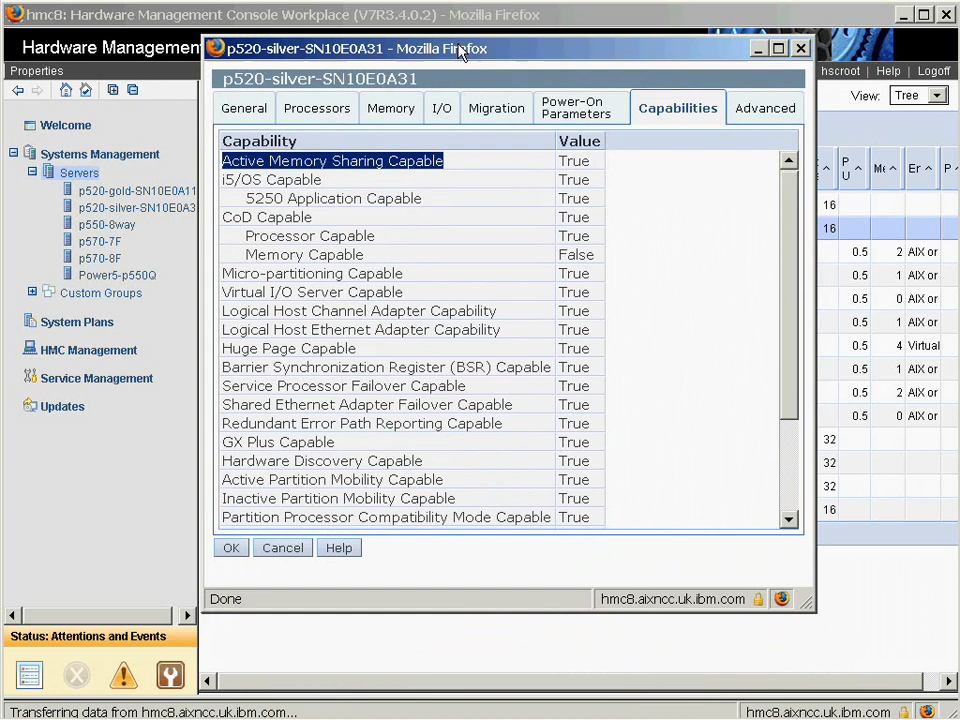 hmc8: Hardware Management Console Workplace (V7R3.4.0.2) - Mozilla Firefox
Hardware Management
p520-silver-SN10E0A31 - Mozilla Firefox
Properties
hscroot | Help | Logoff
p520-silver-SN10E0A31
View: Tree
General Processors Memory I/O Migration Power-On Parameters Capabilities Advanced
Welcome
Systems Management
Servers
p520-gold-SN10E0A11
p520-silver-SN10E0A3
p550-8way
p570-7F
p570-8F
Power5-p550Q
Custom Groups
System Plans
HMC Management
Service Management
Updates
Capability Value
Active Memory Sharing Capable True
i5/OS Capable True
5250 Application Capable True
CoD Capable True
Processor Capable True
Memory Capable False
Micro-partitioning Capable True
Virtual I/O Server Capable True
Logical Host Channel Adapter Capability True
Logical Host Ethernet Adapter Capability True
Huge Page Capable True
Barrier Synchronization Register (BSR) Capable True
Service Processor Failover Capable True
Shared Ethernet Adapter Failover Capable True
Redundant Error Path Reporting Capable True
GX Plus Capable True
Hardware Discovery Capable True
Active Partition Mobility Capable True
Inactive Partition Mobility Capable True
Partition Processor Compatibility Mode Capable True
P U Me Er P
16
16
0.5 2 AIX or
0.5 1 AIX or
0.5 0 AIX or
0.5 1 AIX or
0.5 4 Virtual
0.5 1 AIX or
0.5 2 AIX or
0.5 0 AIX or
32
32
32
16
OK Cancel Help
Done hmc8.aixncc.uk.ibm.com
Status: Attentions and Events
Transferring data from hmc8.aixncc.uk.ibm.com... hmc8.aixncc.uk.ibm.com